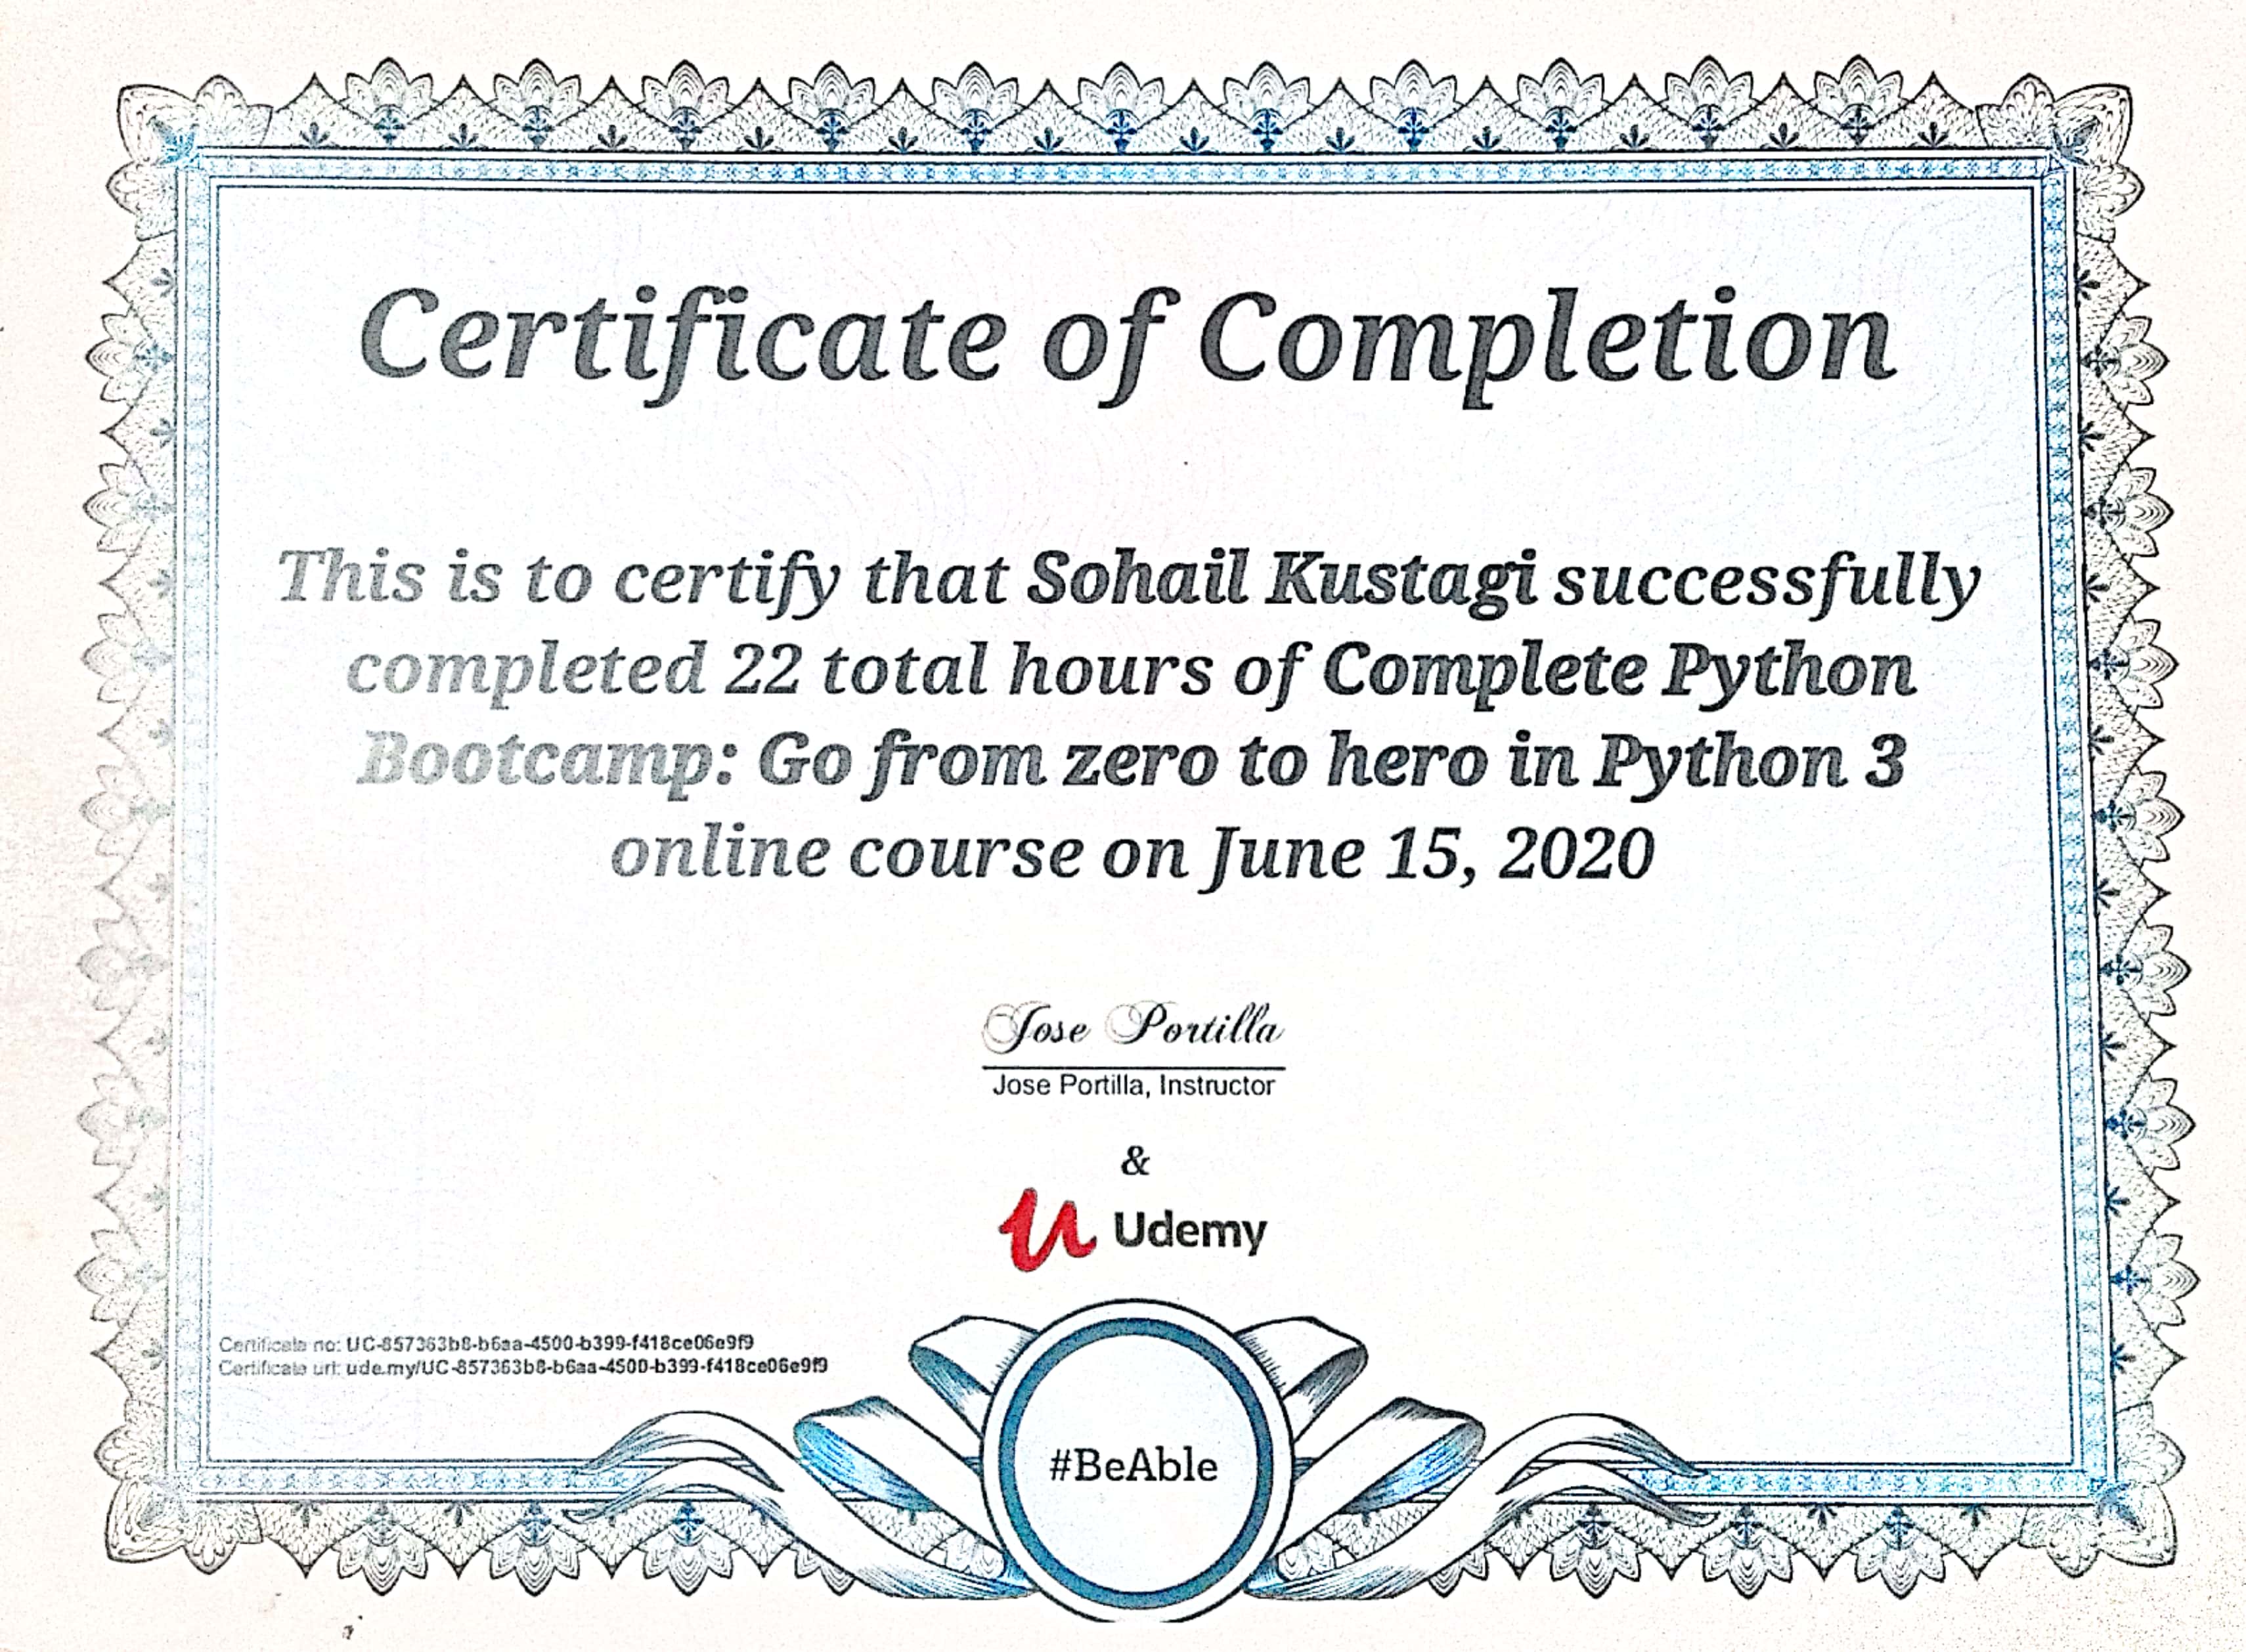 Certificate of Completion
This is to certify that Sohail Kustagi successfully
completed 22 total hours of Complete Python
Bootcamp: Go from zero to hero in Python 3
online course on June 15, 2020
Jose Portilla
Jose Portilla, Instructor
&
Udemy
Certificate no: UC-857363b8-b6aa-4500-b399-f418ce06e9f9
Certificate url: ude.my/UC-857363b8-b6aa-4500-b399-f418ce06e9f9
#BeAble